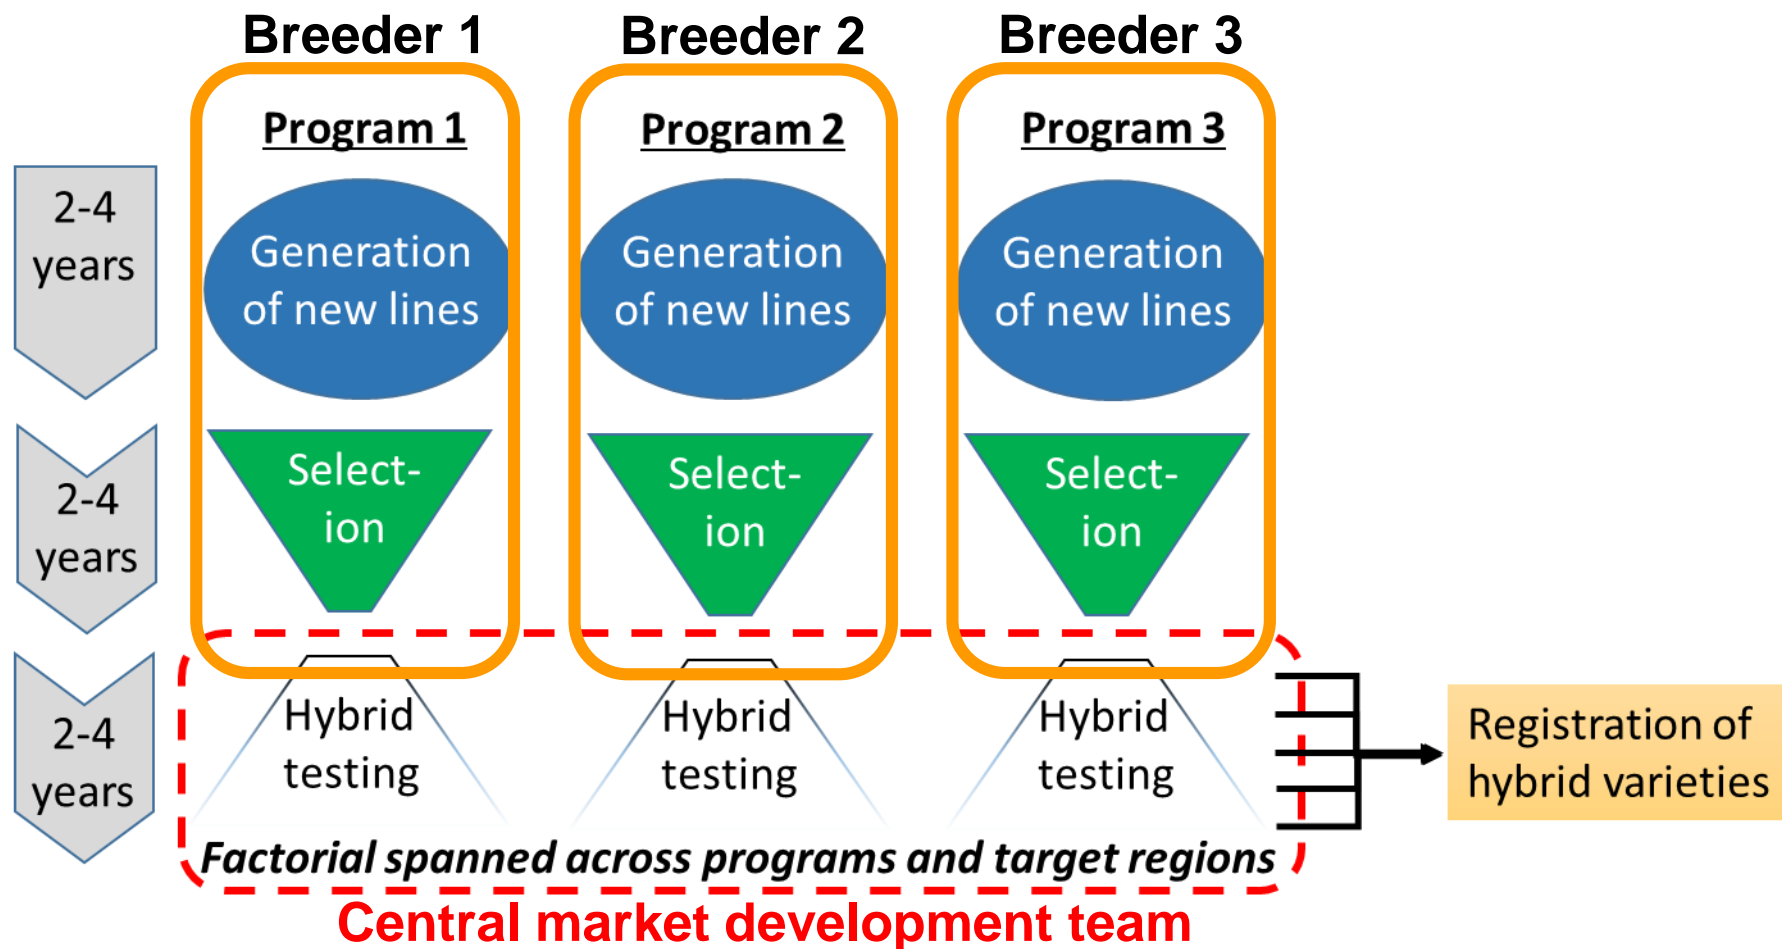 Breeder 1
Breeder 2
Breeder 3
Program 1
Program 2
Program 3
2-4
years
Generation
of new lines
Generation
of new lines
Generation
of new lines
2-4
years
Select-
ion
Select-
ion
Select-
ion
2-4
years
Hybrid
testing
Hybrid
testing
Hybrid
testing
Registration of
hybrid varieties
Factorial spanned across programs and target regions
Central market development team